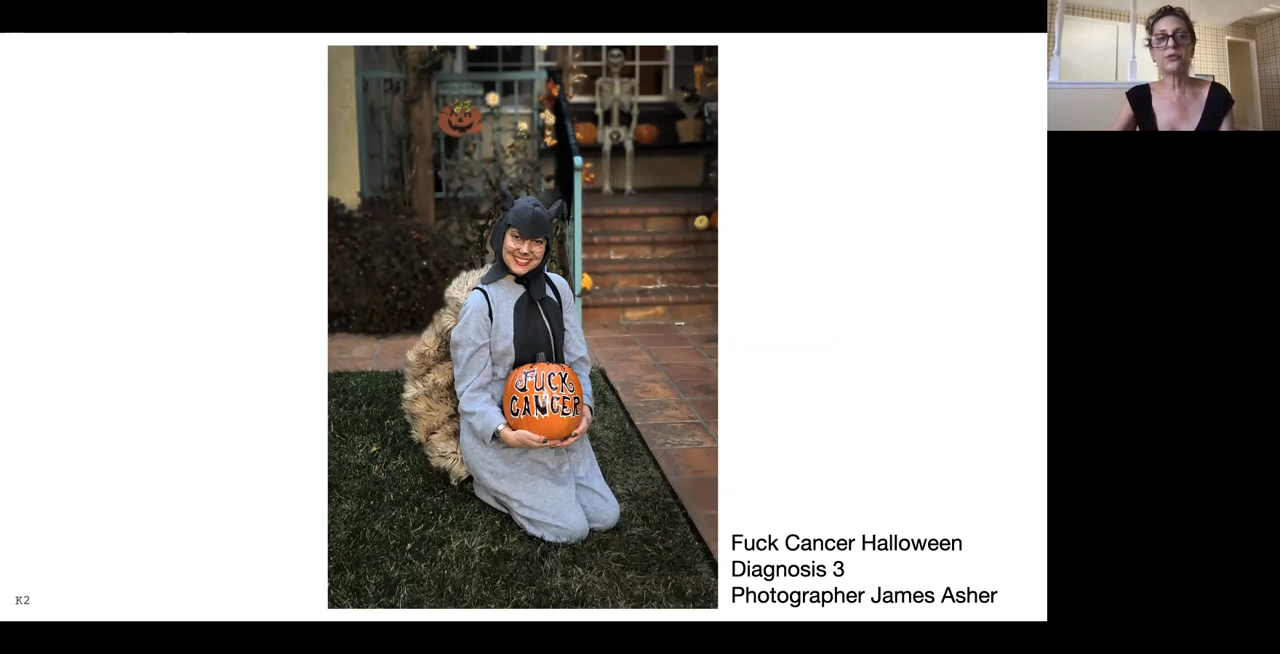 FUCK
CANCER
Fuck Cancer Halloween
Diagnosis 3
Photographer James Asher
K2